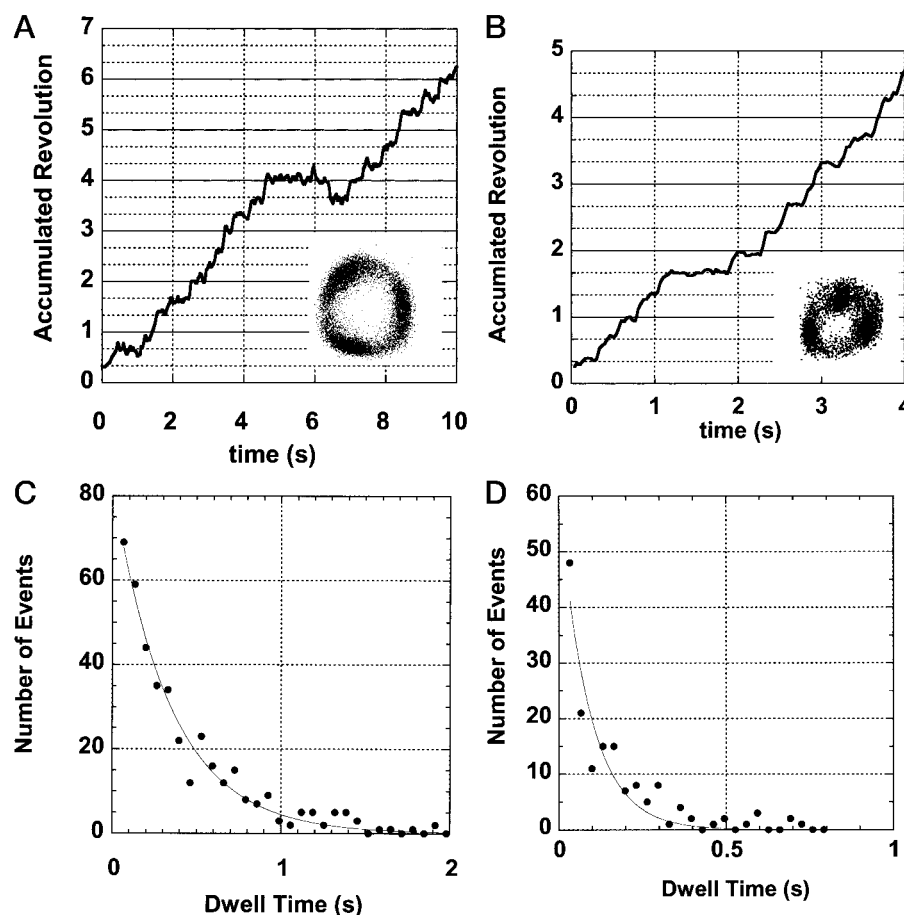 A
7
6
5
4
3
2
1
0
Accumulated Revolution
0 2 4 6 8 10
time (s)
B
5
4
3
2
1
0
Accumlated Revolution
0 1 2 3 4
time (s)
C
80
60
40
20
0
Number of Events
0 1 2
Dwell Time (s)
D
60
50
40
30
20
10
0
Number of Events
0 0.5 1
Dwell Time (s)